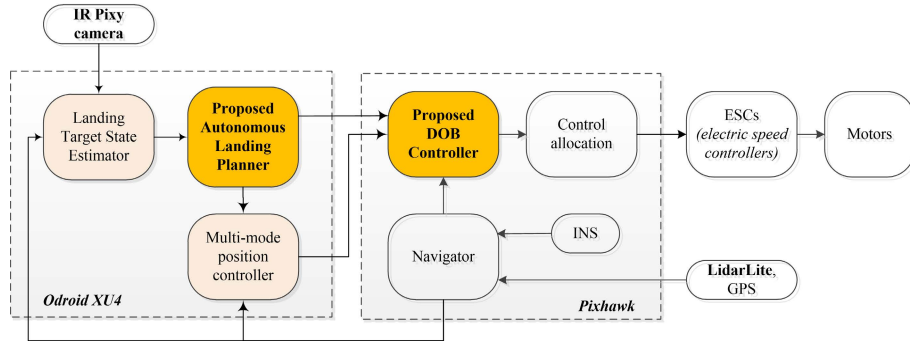 IR Pixy
camera
Landing
Target State
Estimator
Proposed
Autonomous
Landing
Planner
Multi-mode
position
controller
Odroid XU4
Proposed
DOB
Controller
Control
allocation
Navigator
INS
Pixhawk
ESCs
(electric speed
controllers)
Motors
LidarLite,
GPS